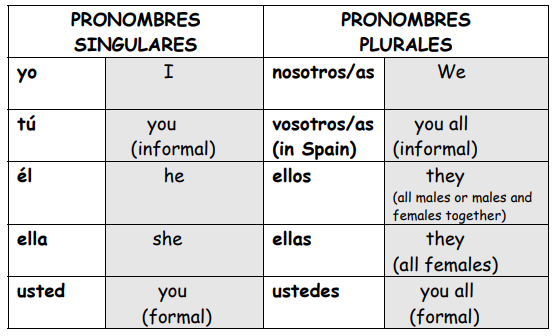 PRONOMBRES
SINGULARES
PRONOMBRES
PLURALES
yo
I
nosotros/as
We
tú
you
(informal)
vosotros/as
(in Spain)
you all
(informal)
él
he
ellos
they
(all males or males and
females together)
ella
she
ellas
they
(all females)
usted
you
(formal)
ustedes
you all
(formal)